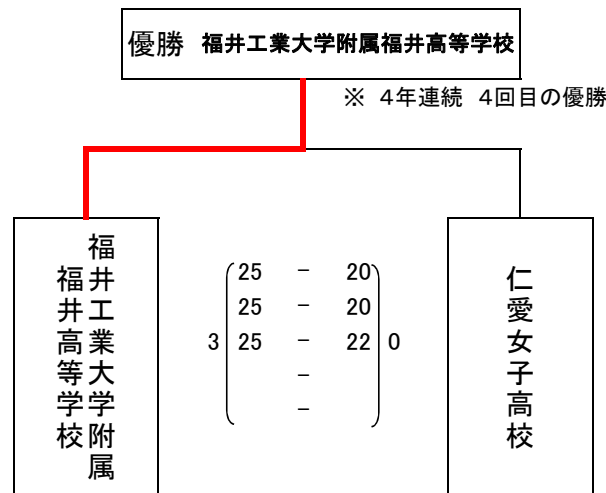 優勝 福井工業大学附属福井高等学校
※ 4年連続 4回目の優勝
福井工業大学附属
福井高等学校
25 - 20
25 - 20
3 25 - 22 0
-
-
仁愛女子高校